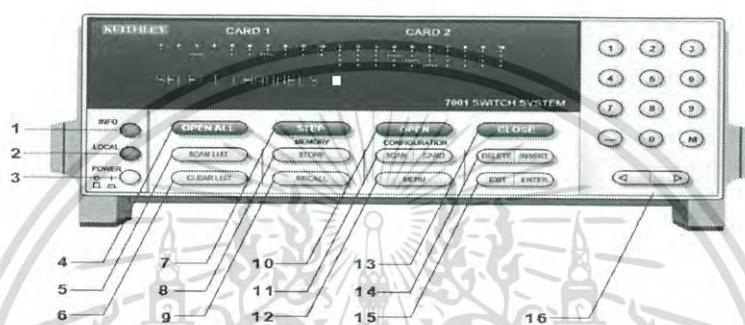 KEITHLEY
CARD 1 CARD 2
SELECT CHANNELS
7001 SWITCH SYSTEM
1 INFO
2 LOCAL
3 POWER
OPEN ALL STEP OPEN CLOSE
MEMORY CONFIGURATION
SCAN LIST STORE SCAN CARD DELETE INSERT
CLEAR LIST RECALL MENU EXIT ENTER
1 2 3
4 5 6
7 8 9
— 0 M
4 7 10 13
5 8 11 14
6 9 12 15
16